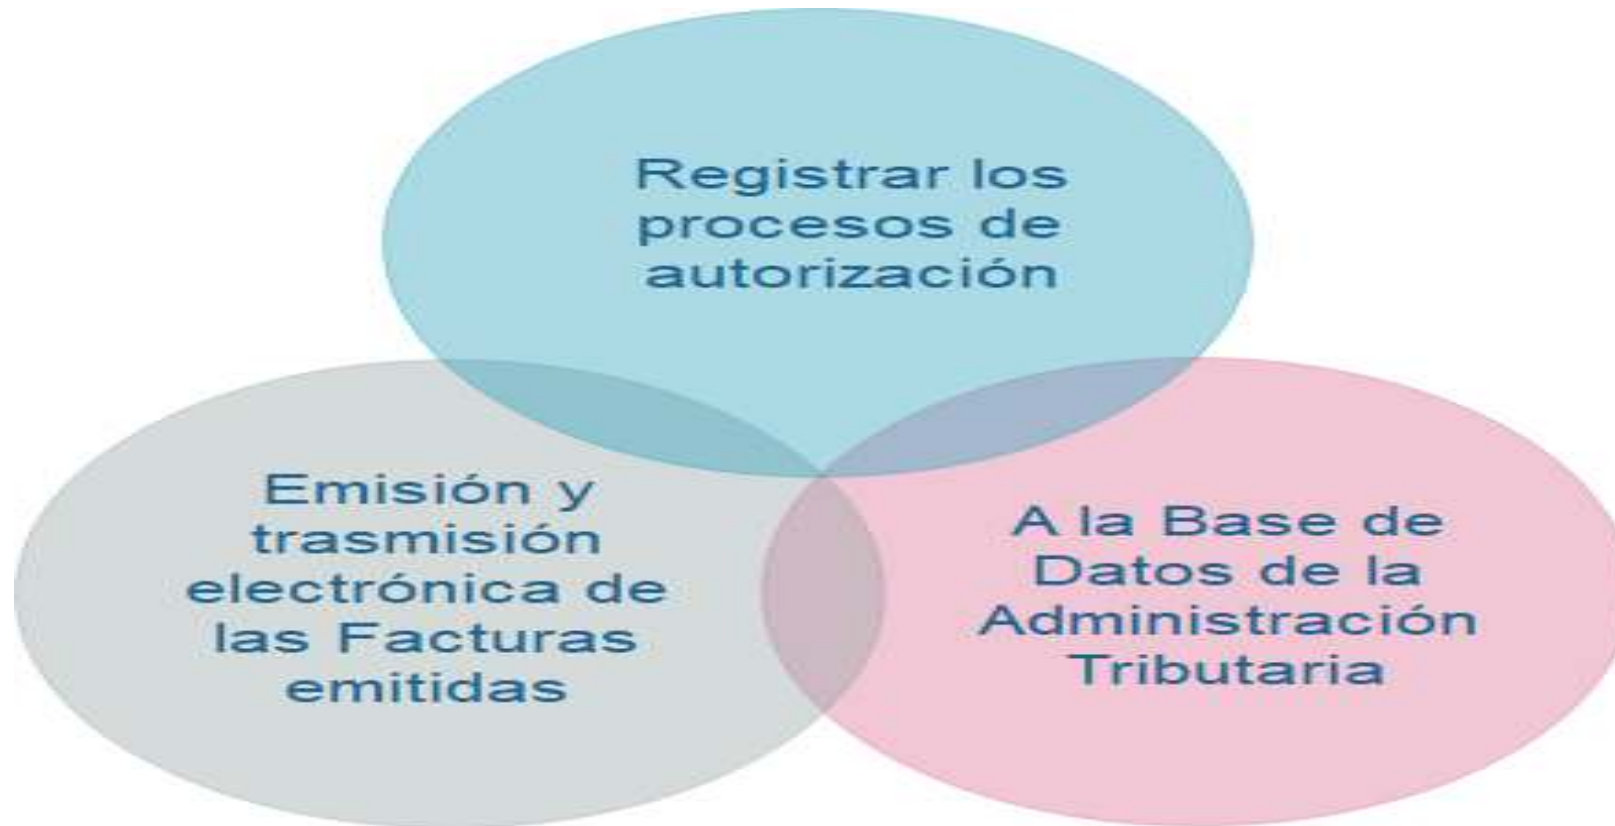 Registrar los
procesos de
autorización
Emisión y
trasmisión
electrónica de
las Facturas
emitidas
A la Base de
Datos de la
Administración
Tributaria